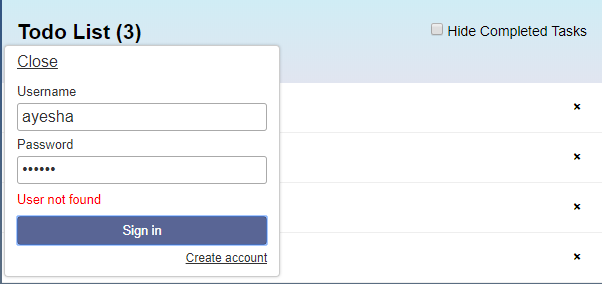 Todo List (3)
Hide Completed Tasks
Close
Username
ayesha
Password
••••••
User not found
Sign in
Create account
×
×
×
×